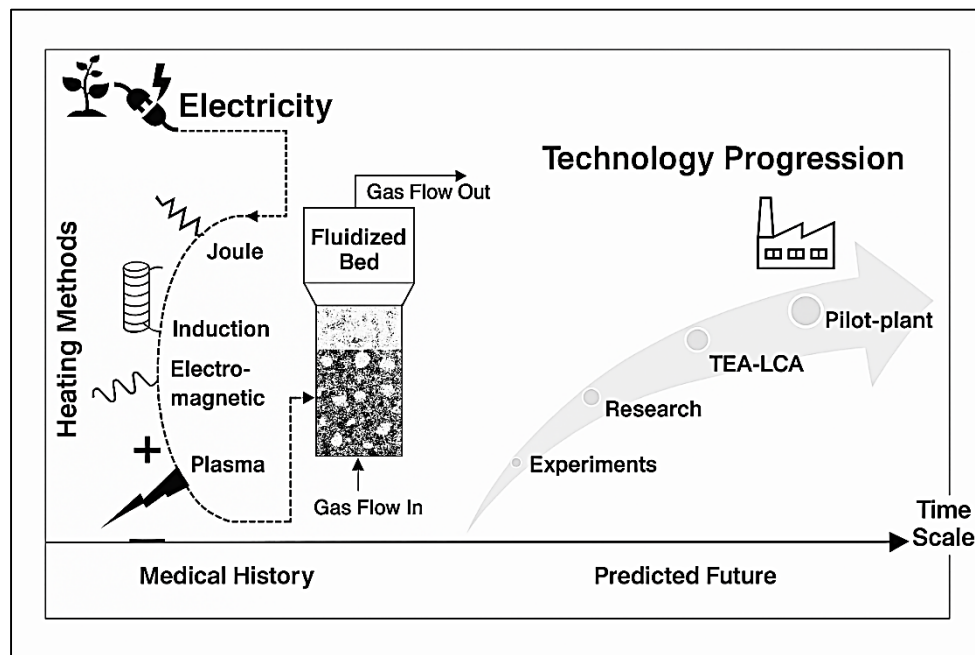 Electricity
Technology Progression
Gas Flow Out
Fluidized
Bed
Heating Methods
Joule
Induction
Electro-
magnetic
Plasma
+
Gas Flow In
Pilot-plant
TEA-LCA
Research
Experiments
Time
Scale
Medical History
Predicted Future